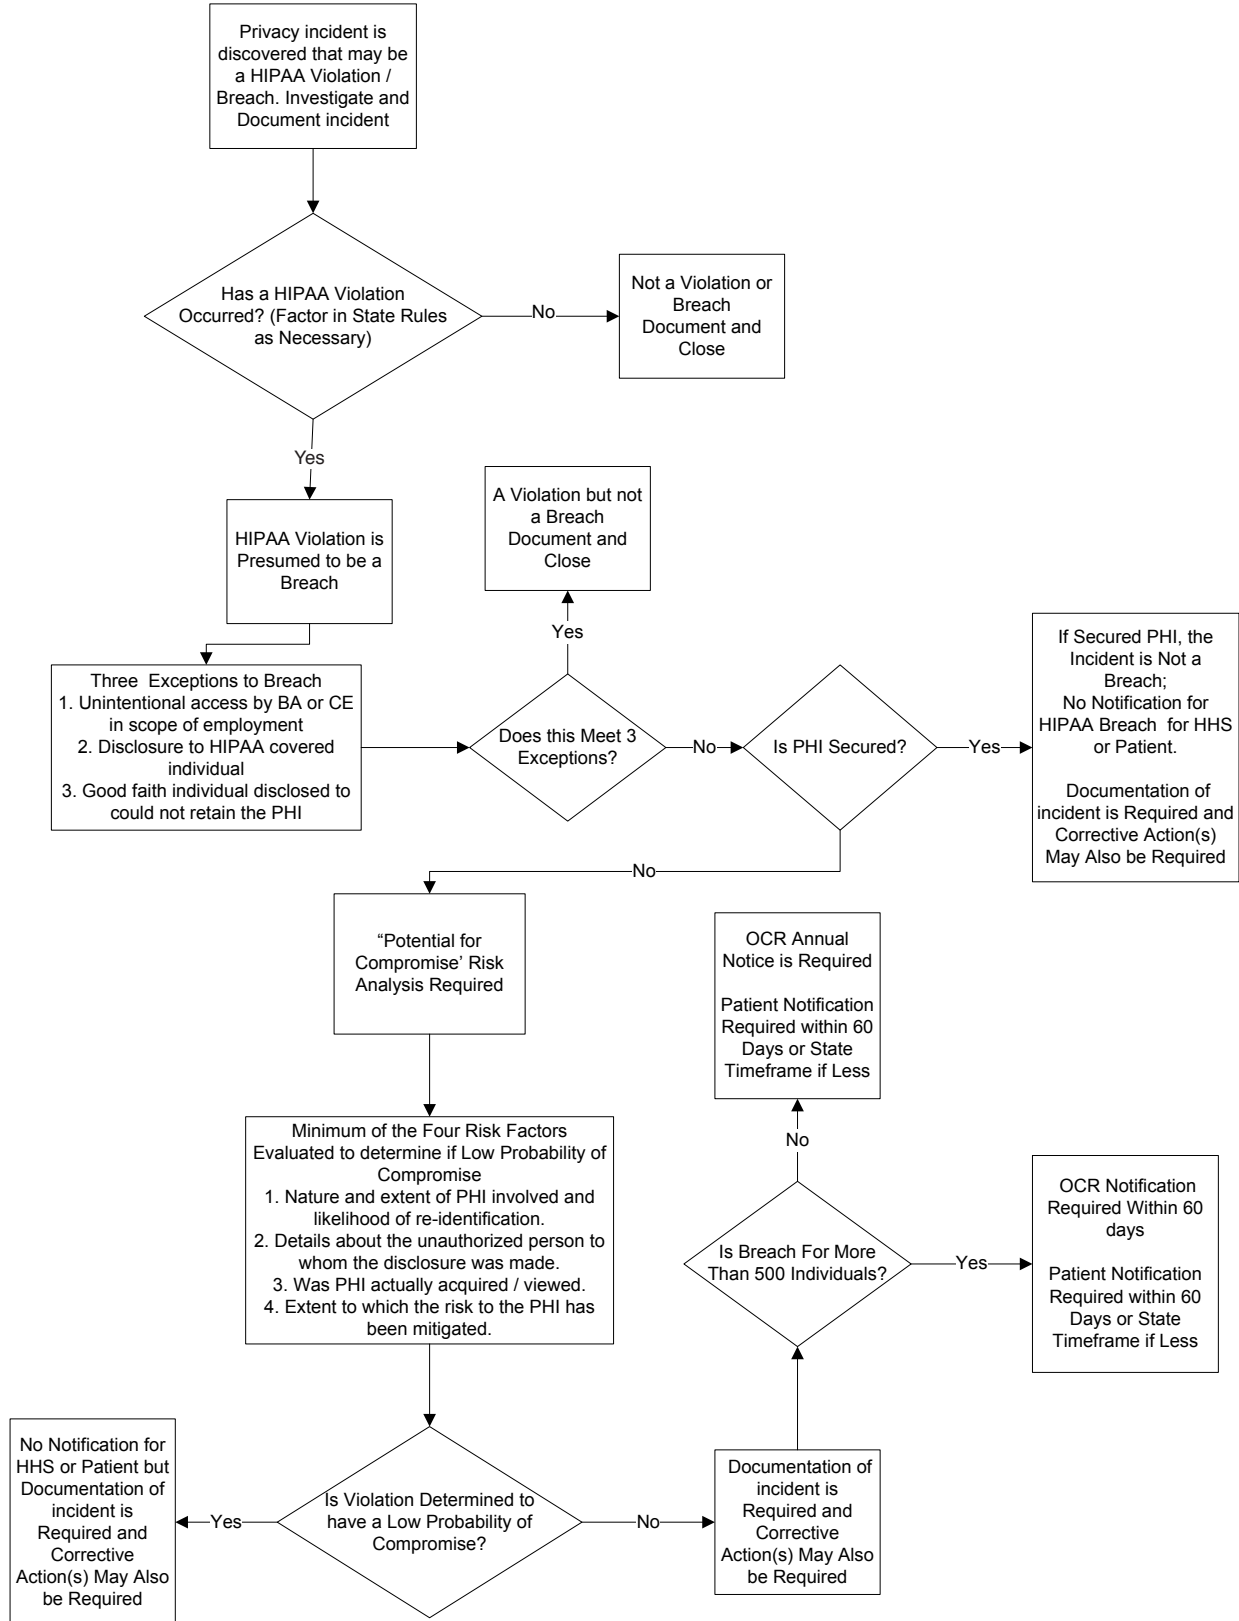 Privacy incident is
discovered that may be
a HIPAA Violation /
Breach. Investigate and
Document incident
Has a HIPAA Violation
Occurred? (Factor in State Rules
as Necessary)
No
Not a Violation or
Breach
Document and
Close
Yes
HIPAA Violation is
Presumed to be a
Breach
A Violation but not
a Breach
Document and
Close
Yes
Three  Exceptions to Breach
1. Unintentional access by BA or CE
in scope of employment
2. Disclosure to HIPAA covered
individual
3. Good faith individual disclosed to
could not retain the PHI
Does this Meet 3
Exceptions?
No
Is PHI Secured?
Yes
If Secured PHI, the
Incident is Not a
Breach;
No Notification for
HIPAA Breach  for HHS
or Patient.
Documentation of
incident is Required and
Corrective Action(s)
May Also be Required
No
“Potential for
Compromise’ Risk
Analysis Required
Minimum of the Four Risk Factors
Evaluated to determine if Low Probability of
Compromise
1. Nature and extent of PHI involved and
likelihood of re-identification.
2. Details about the unauthorized person to
whom the disclosure was made.
3. Was PHI actually acquired / viewed.
4. Extent to which the risk to the PHI has
been mitigated.
Is Violation Determined to
have a Low Probability of
Compromise?
Yes
No Notification for
HHS or Patient but
Documentation of
incident is
Required and
Corrective
Action(s) May Also
be Required
No
Documentation of
incident is
Required and
Corrective
Action(s) May Also
be Required
Is Breach For More
Than 500 Individuals?
No
OCR Annual
Notice is Required
Patient Notification
Required within 60
Days or State
Timeframe if Less
Yes
OCR Notification
Required Within 60
days
Patient Notification
Required within 60
Days or State
Timeframe if Less